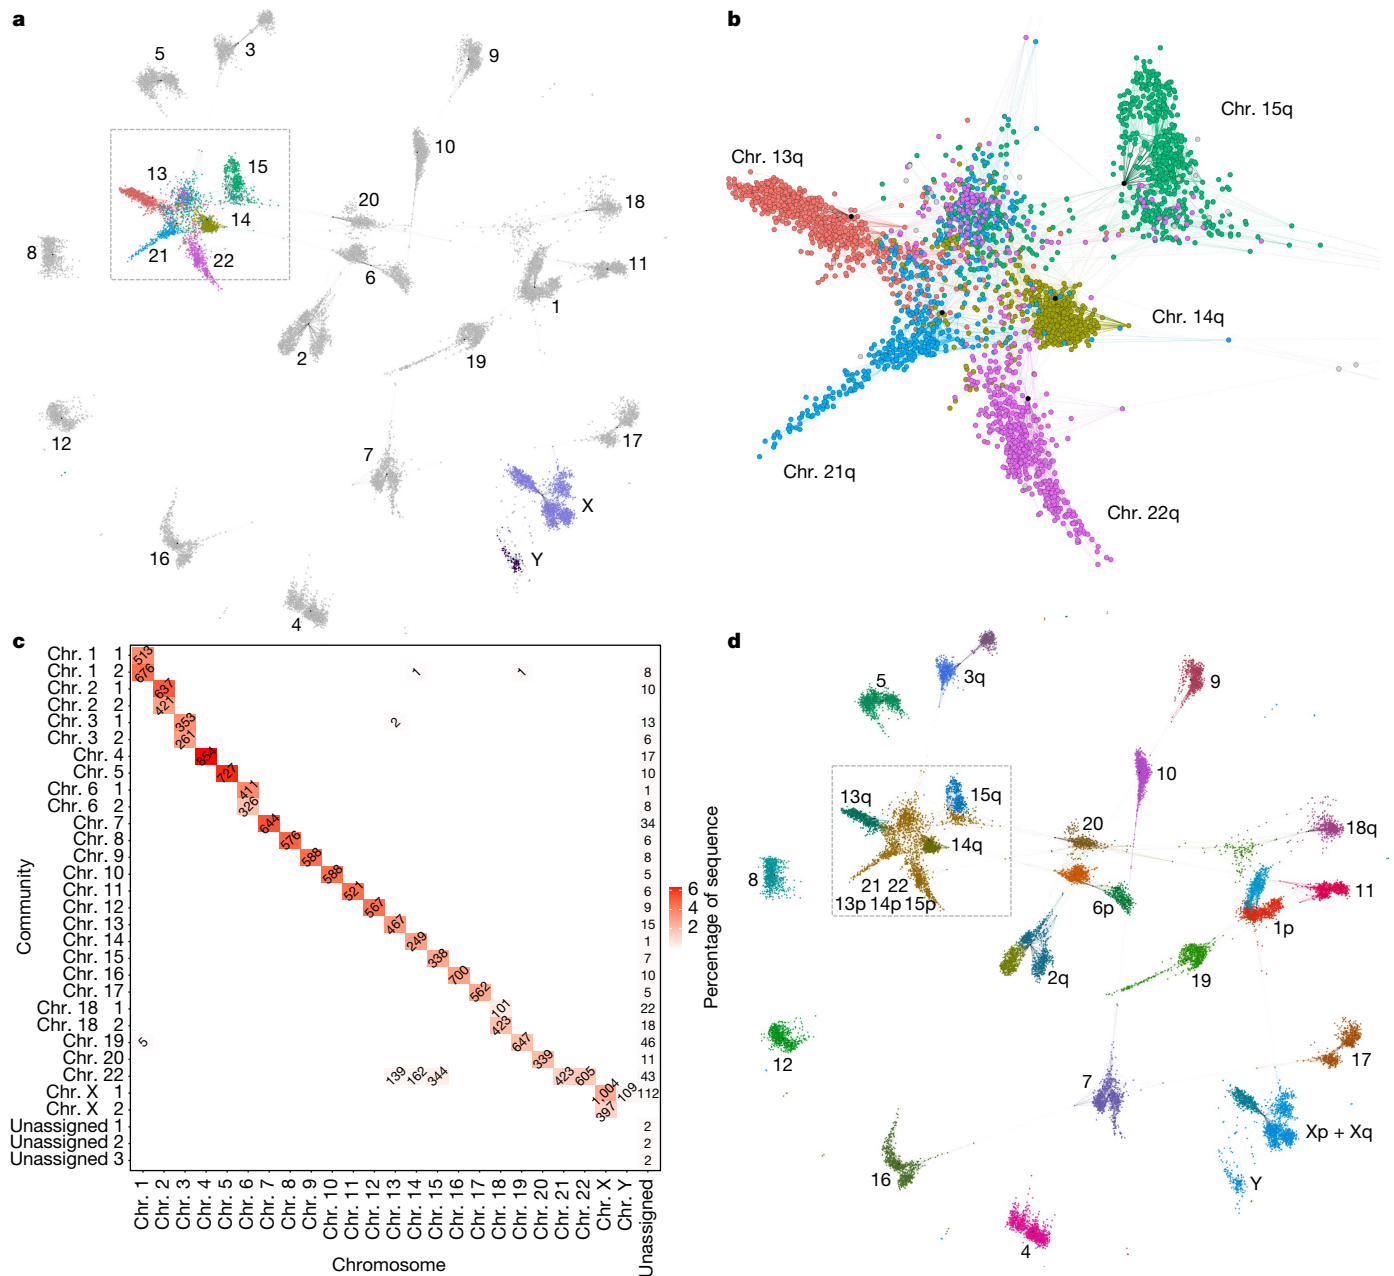 a
3
5
9
10
13
15
14
21
22
20
18
8
6
11
1
2
19
12
7
17
X
16
Y
4
b
Chr. 15q
Chr. 13q
Chr. 14q
Chr. 21q
Chr. 22q
c
Community
Chr. 1 1 513
Chr. 1 2 676 1 1 8
Chr. 2 1 637 10
Chr. 2 2 421
Chr. 3 1 353 2 13
Chr. 3 2 261 6
Chr. 4 854 17
Chr. 5 727 10
Chr. 6 1 411 1
Chr. 6 2 326 8
Chr. 7 644 34
Chr. 8 576 6
Chr. 9 588 8
Chr. 10 588 5
Chr. 11 521 6
Chr. 12 567 9
Chr. 13 467 15
Chr. 14 249 1
Chr. 15 338 7
Chr. 16 700 10
Chr. 17 562 5
Chr. 18 1 101 22
Chr. 18 2 423 18
Chr. 19 5 647 46
Chr. 20 339 11
Chr. 22 139 162 344 423 605 43
Chr. X 1 1,004 109 112
Chr. X 2 397
Unassigned 1 2
Unassigned 2 2
Unassigned 3 2
Chr. 1
Chr. 2
Chr. 3
Chr. 4
Chr. 5
Chr. 6
Chr. 7
Chr. 8
Chr. 9
Chr. 10
Chr. 11
Chr. 12
Chr. 13
Chr. 14
Chr. 15
Chr. 16
Chr. 17
Chr. 18
Chr. 19
Chr. 20
Chr. 21
Chr. 22
Chr. X
Chr. Y
Unassigned
Chromosome
6
4
2
Percentage of sequence
d
3q
5
9
10
13q
15q
14q
21 22
13p 14p 15p
20
18q
8
6p
11
1p
2q
19
12
7
17
Xp + Xq
16
Y
4